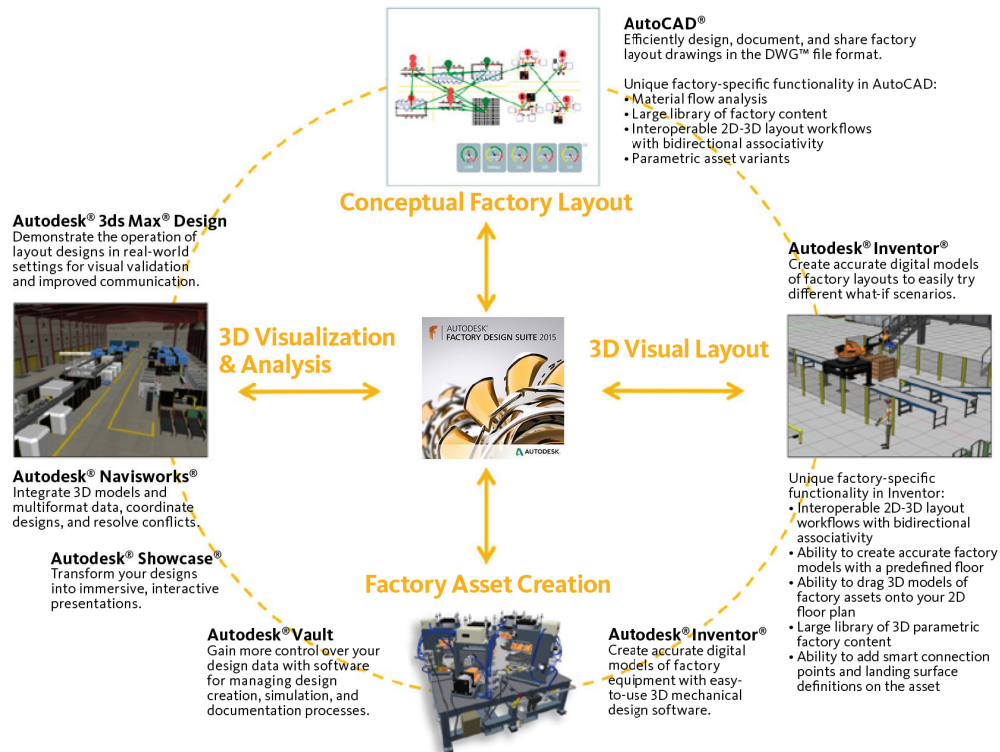 AutoCAD®
Efficiently design, document, and share factory
layout drawings in the DWG™ file format.
Unique factory-specific functionality in AutoCAD:
• Material flow analysis
• Large library of factory content
• Interoperable 2D-3D layout workflows
with bidirectional associativity
• Parametric asset variants
Conceptual Factory Layout
Autodesk® 3ds Max® Design
Demonstrate the operation of
layout designs in real-world
settings for visual validation
and improved communication.
3D Visualization
& Analysis
AUTODESK®
FACTORY DESIGN SUITE 2015
AUTODESK
3D Visual Layout
Autodesk® Inventor®
Create accurate digital models
of factory layouts to easily try
different what-if scenarios.
Autodesk® Navisworks®
Integrate 3D models and
multiformat data, coordinate
designs, and resolve conflicts.
Autodesk® Showcase®
Transform your designs
into immersive, interactive
presentations.
Unique factory-specific
functionality in Inventor:
• Interoperable 2D-3D layout
workflows with bidirectional
associativity
• Ability to create accurate factory
models with a predefined floor
• Ability to drag 3D models of
factory assets onto your 2D
floor plan
• Large library of 3D parametric
factory content
• Ability to add smart connection
points and landing surface
definitions on the asset
Factory Asset Creation
Autodesk® Vault
Gain more control over your
design data with software
for managing design
creation, simulation, and
documentation processes.
Autodesk® Inventor®
Create accurate digital
models of factory
equipment with easy-
to-use 3D mechanical
design software.